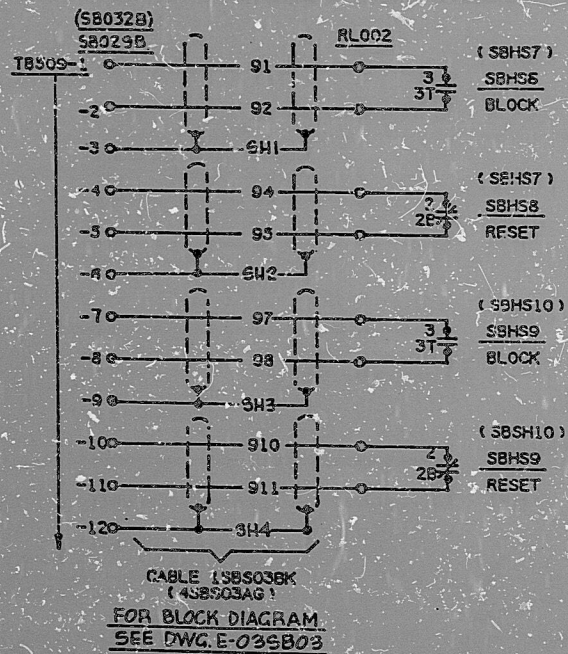 (SB032B)
SB029B
RL002
TB509-1
91
3
3T
(SBHS7)
SBHS6
BLOCK
-2
92
-3
SH1
-4
94
2
2B
(SBHS7)
SBHS8
RESET
-5
95
-6
SH2
-7
97
3
3T
(SBHS10)
SBHS9
BLOCK
-8
98
-9
SH3
-10
910
2
2B
(SBSH10)
SBHS9
RESET
-11
911
-12
SH4
CABLE 1SBS03BK
(4SBS03AG)
FOR BLOCK DIAGRAM
SEE DWG. E-03SB03